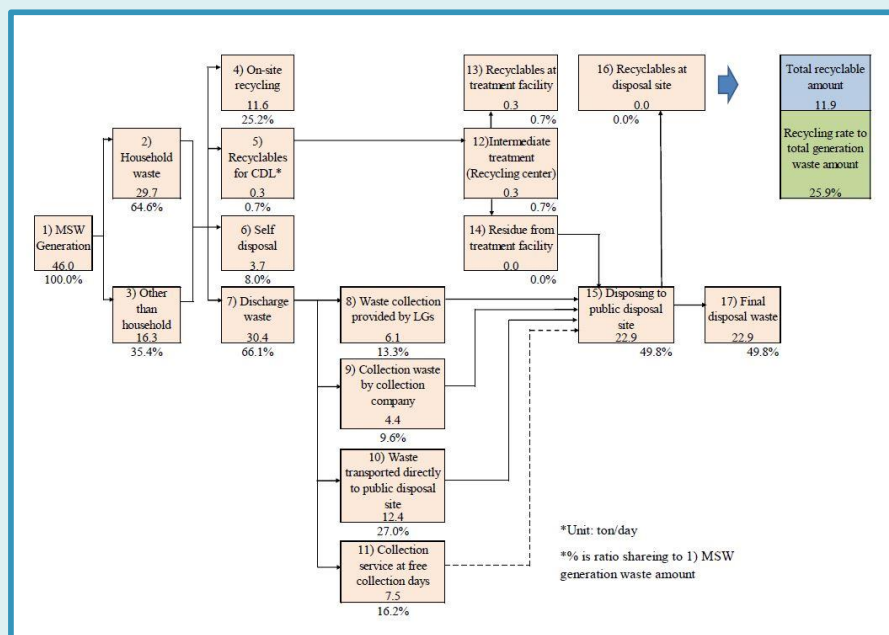 1) MSW
Generation
46.0
100.0%
2)
Household
waste
29.7
64.6%
3) Other
than
household
16.3
35.4%
4) On-site
recycling
11.6
25.2%
5)
Recyclables
for CDL*
0.3
0.7%
6) Self
disposal
3.7
8.0%
7) Discharge
waste
30.4
66.1%
8) Waste collection
provided by LGs
6.1
13.3%
9) Collection waste
by collection
company
4.4
9.6%
10) Waste
transported directly
to public disposal
site
12.4
27.0%
11) Collection
service at free
collection days
7.5
16.2%
13) Recyclables at
treatment facility
0.3
0.7%
12)Intermediate
treatment
(Recycling center)
0.3
0.7%
14) Residue from
treatment facility
0.0
0.0%
16) Recyclables at
disposal site
0.0
0.0%
15) Disposing to
public disposal
site
22.9
49.8%
17) Final
disposal waste
22.9
49.8%
Total recyclable
amount
11.9
Recycling rate to
total generation
waste amount
25.9%
*Unit: ton/day
*% is ratio shareing to 1) MSW
generation waste amount